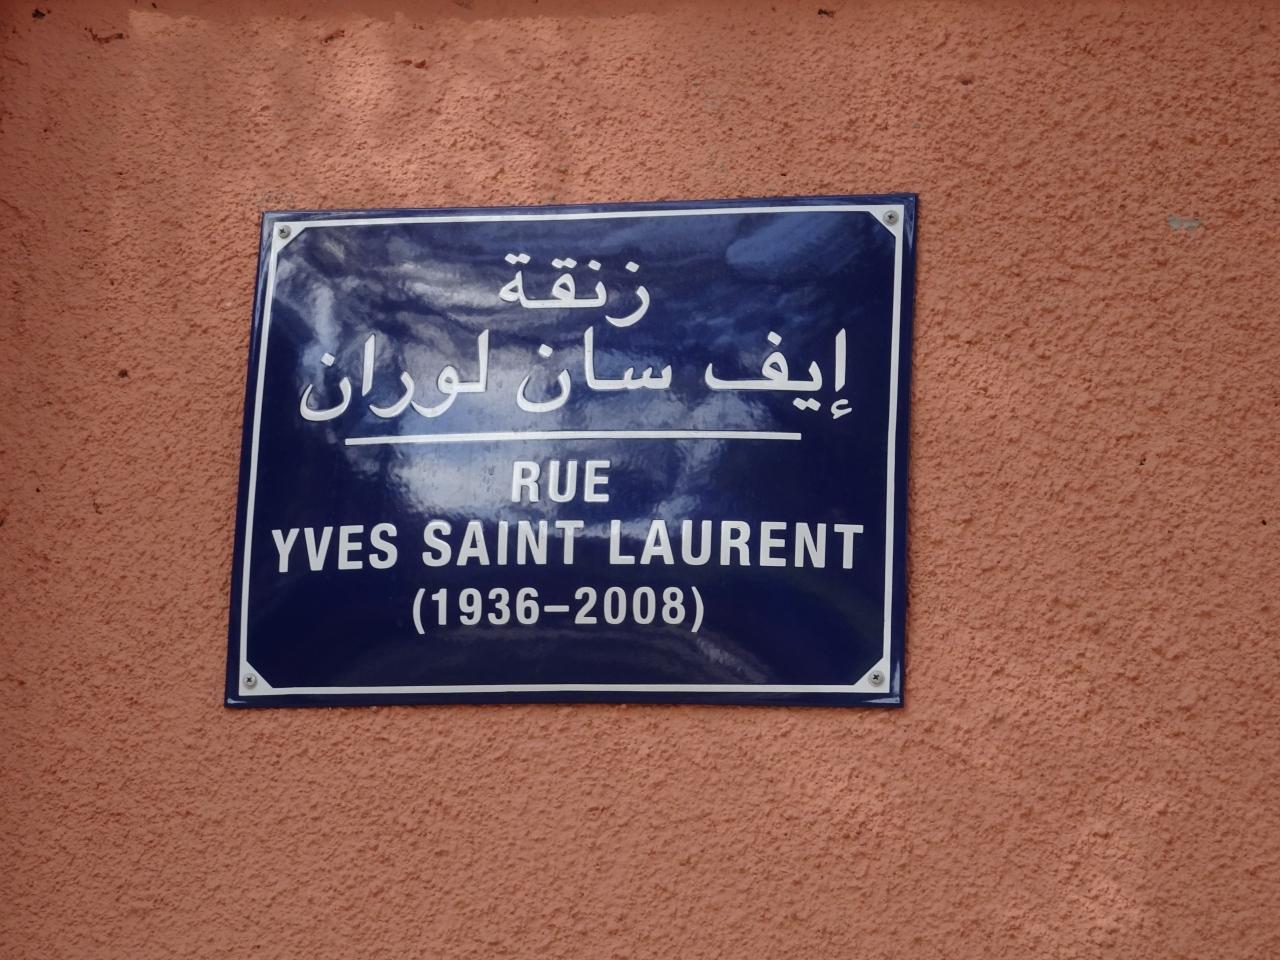 زنقة
إيف سان لوران
RUE
YVES SAINT LAURENT
(1936–2008)